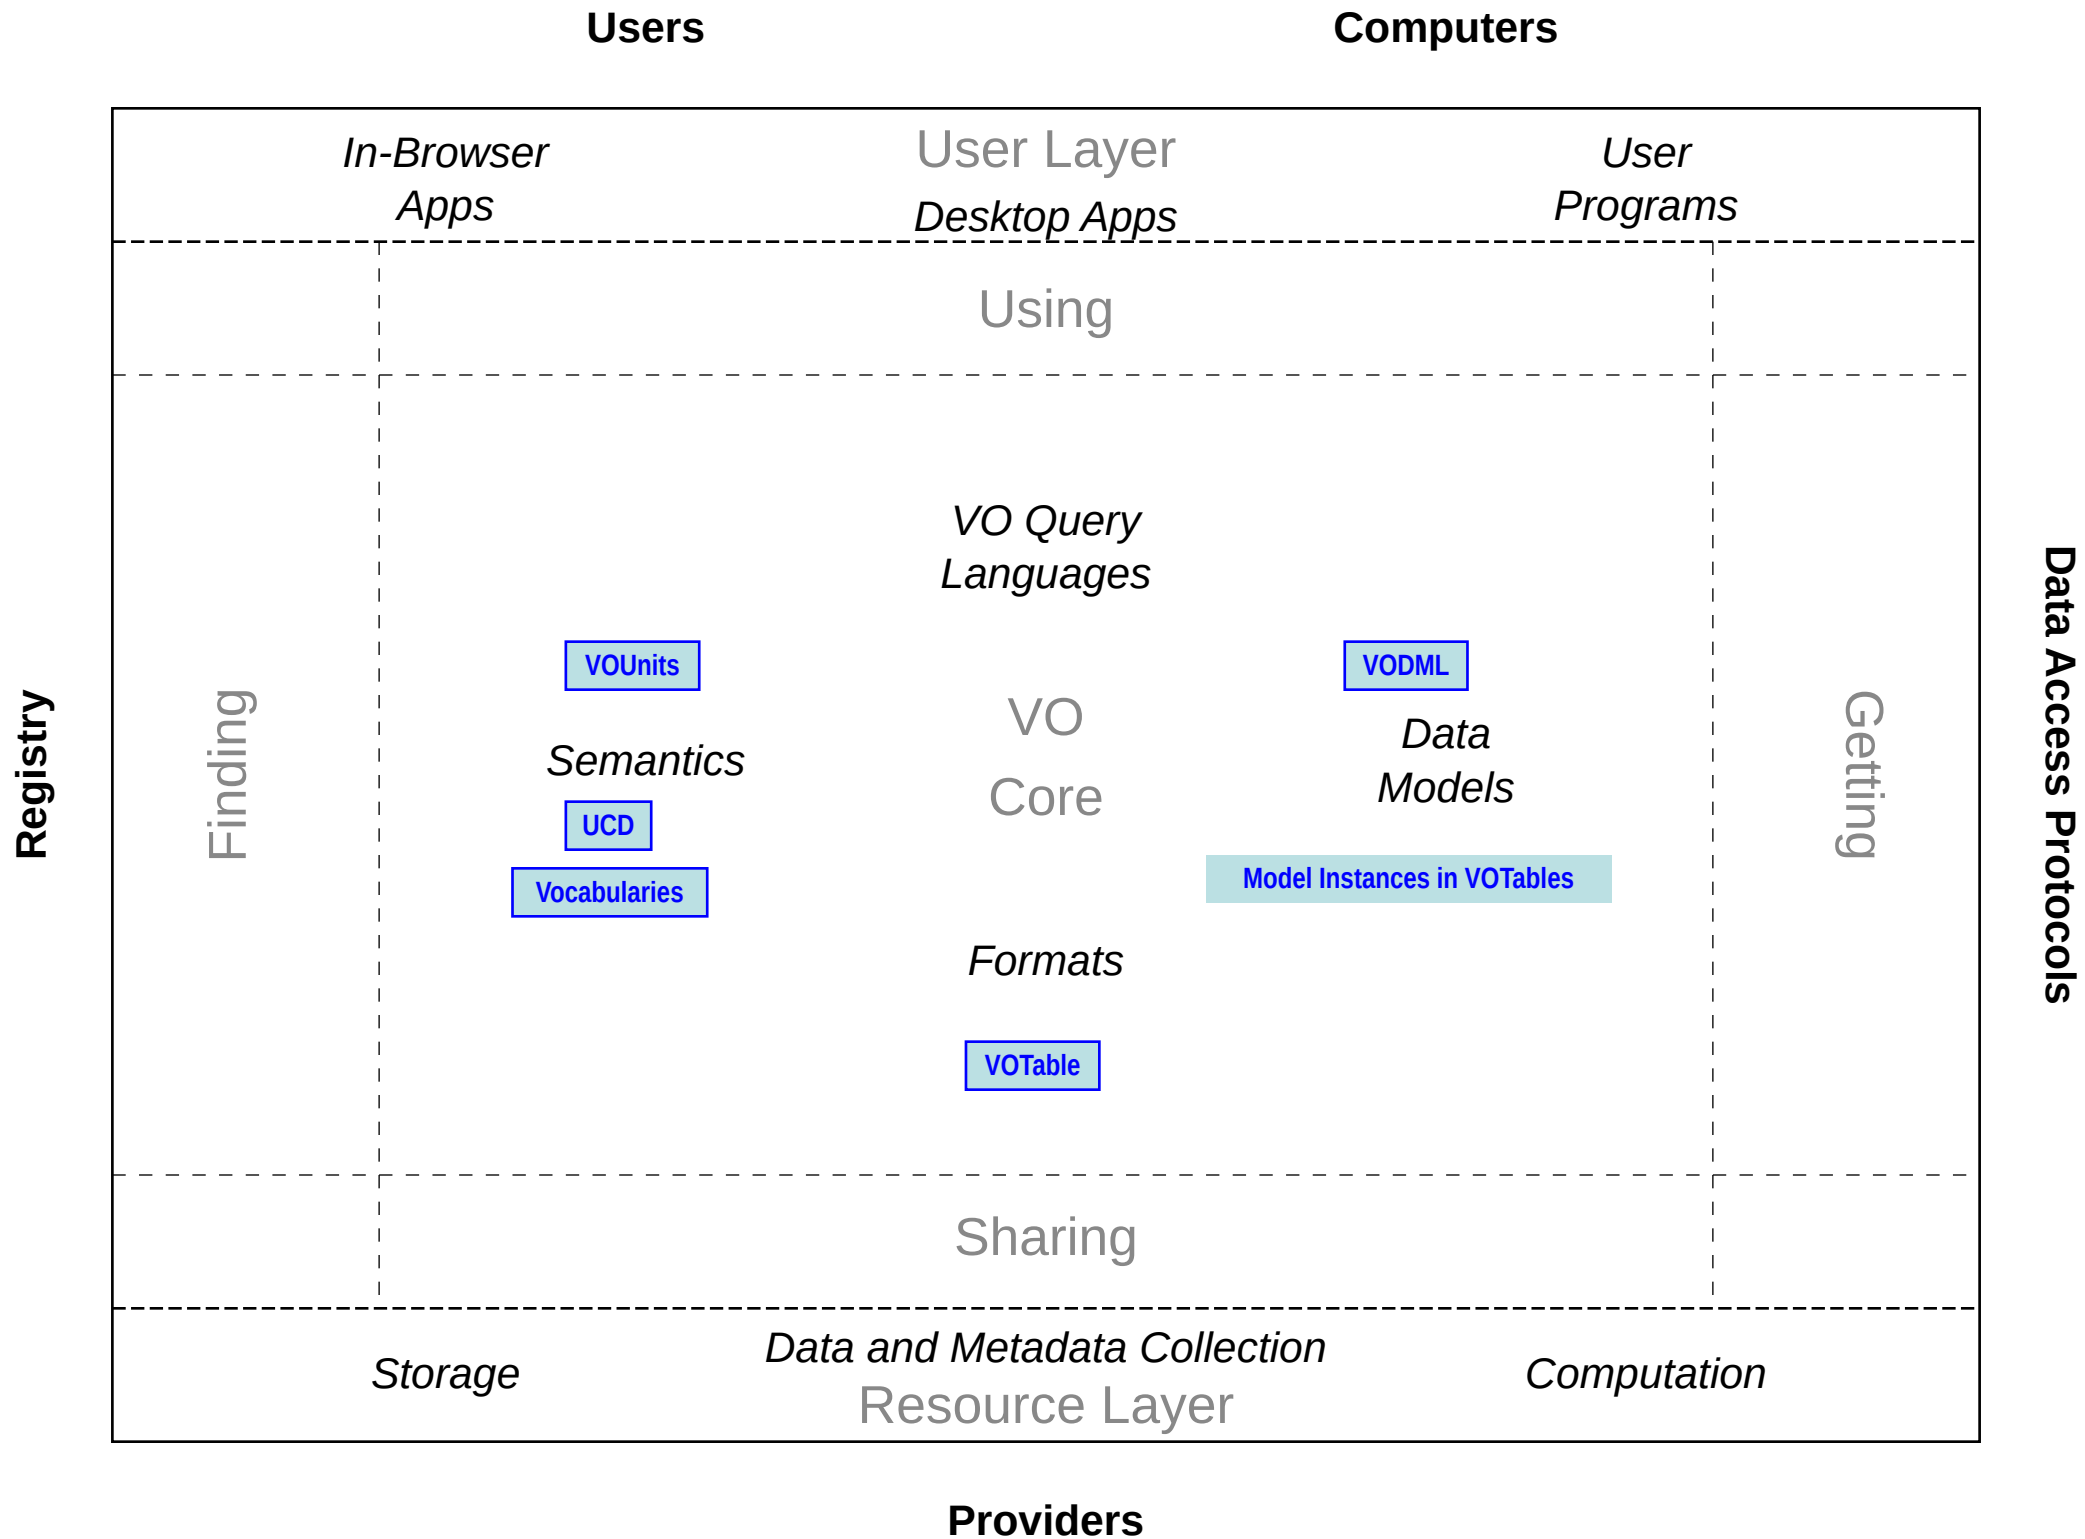 Users
Computers
In-Browser
Apps
User Layer
Desktop Apps
User
Programs
Using
VO Query
Languages
VOUnits
VODML
Registry
Finding
Semantics
VO
Core
Data
Models
Getting
Data Access Protocols
UCD
Vocabularies
Model Instances in VOTables
Formats
VOTable
Sharing
Storage
Data and Metadata Collection
Resource Layer
Computation
Providers